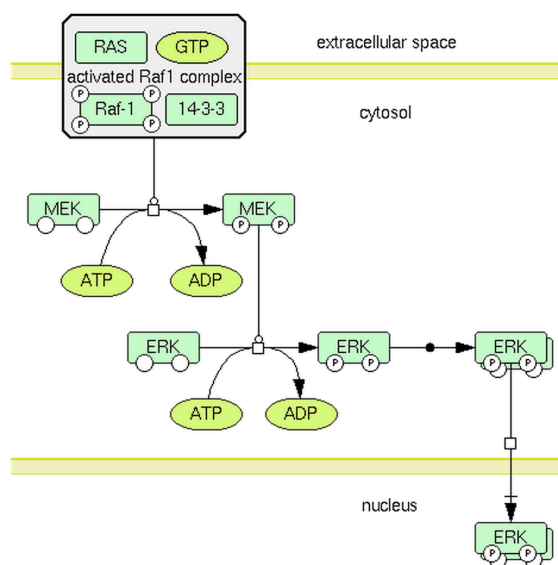 RAS GTP
extracellular space
activated Raf1 complex
P P
Raf-1 14-3-3
P P
cytosol
MEK MEK
P P
ATP ADP
ERK ERK ERK
P P P P
ATP ADP
nucleus
ERK
P P